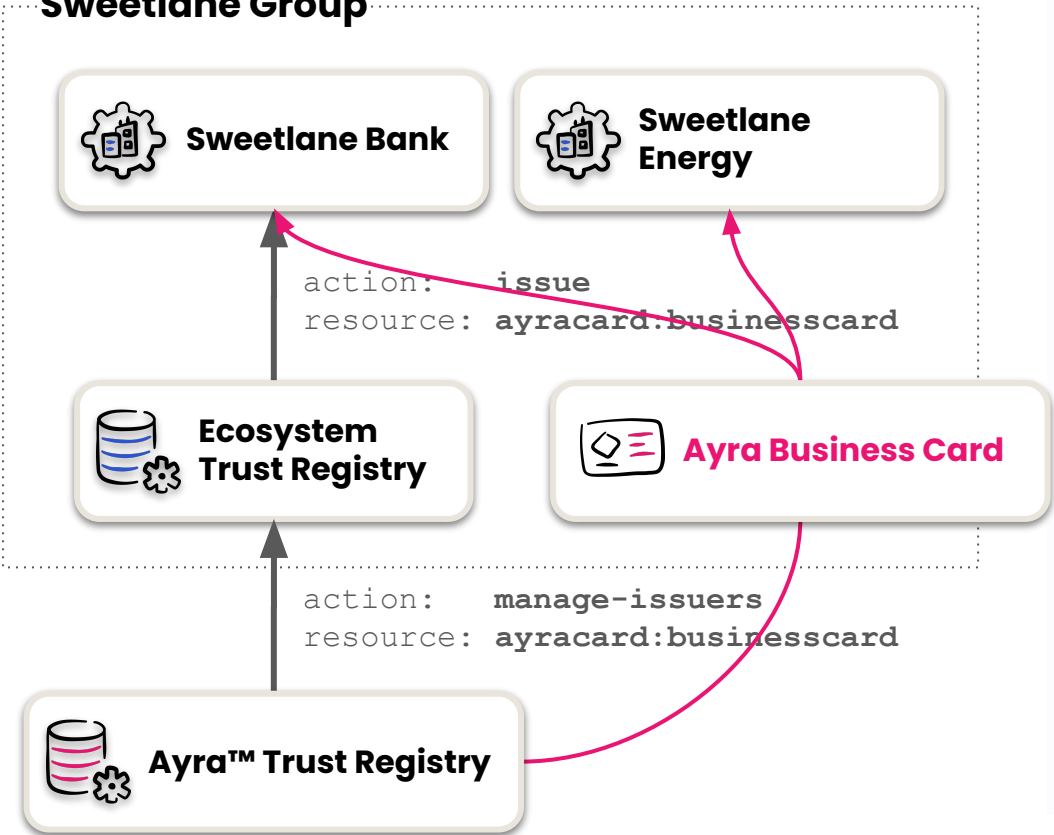 Sweetlane Group
Sweetlane Bank
Sweetlane
Energy
action: issue
resource: ayracard:businesscard
Ecosystem
Trust Registry
Ayra Business Card
action: manage-issuers
resource: ayracard:businesscard
Ayra™ Trust Registry